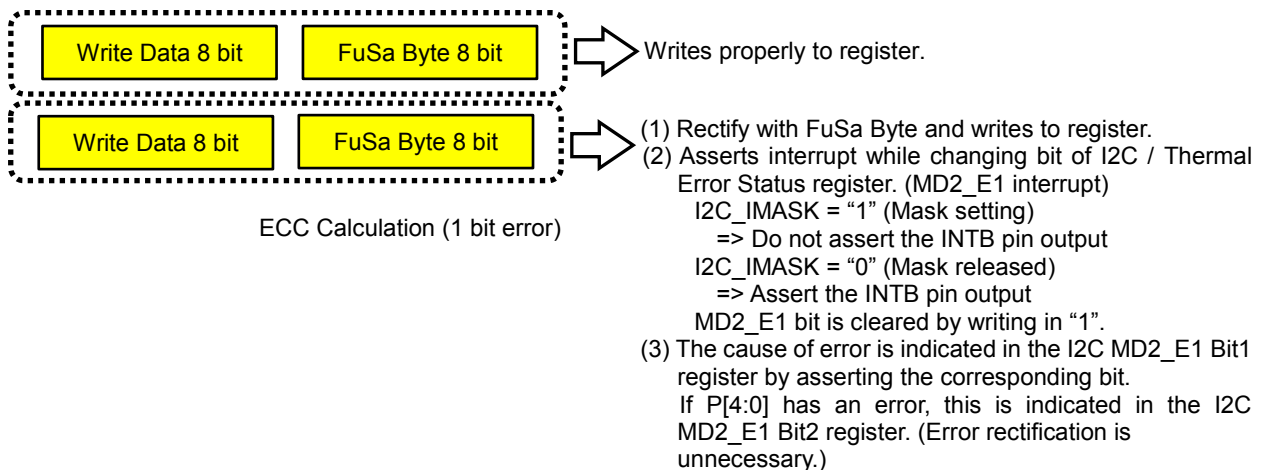 Write Data 8 bit FuSa Byte 8 bit Writes properly to register.
Write Data 8 bit FuSa Byte 8 bit
ECC Calculation (1 bit error)
(1) Rectify with FuSa Byte and writes to register.
(2) Asserts interrupt while changing bit of I2C / Thermal
Error Status register. (MD2_E1 interrupt)
I2C_IMASK = “1” (Mask setting)
=> Do not assert the INTB pin output
I2C_IMASK = “0” (Mask released)
=> Assert the INTB pin output
MD2_E1 bit is cleared by writing in “1”.
(3) The cause of error is indicated in the I2C MD2_E1 Bit1
register by asserting the corresponding bit.
If P[4:0] has an error, this is indicated in the I2C
MD2_E1 Bit2 register. (Error rectification is
unnecessary.)